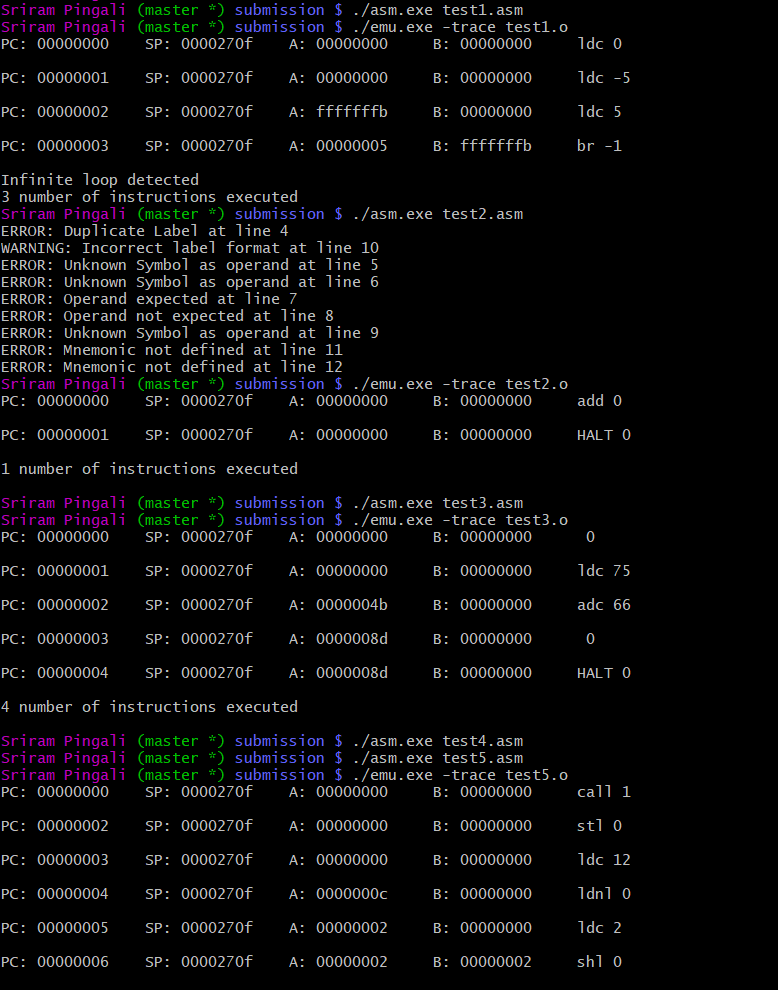 Sriram Pingali (master *) submission $ ./asm.exe test1.asm
Sriram Pingali (master *) submission $ ./emu.exe -trace test1.o
PC: 00000000    SP: 0000270f    A: 00000000     B: 00000000     ldc 0
PC: 00000001    SP: 0000270f    A: 00000000     B: 00000000     ldc -5
PC: 00000002    SP: 0000270f    A: fffffffb     B: 00000000     ldc 5
PC: 00000003    SP: 0000270f    A: 00000005     B: fffffffb     br -1
Infinite loop detected
3 number of instructions executed
Sriram Pingali (master *) submission $ ./asm.exe test2.asm
ERROR: Duplicate Label at line 4
WARNING: Incorrect label format at line 10
ERROR: Unknown Symbol as operand at line 5
ERROR: Unknown Symbol as operand at line 6
ERROR: Operand expected at line 7
ERROR: Operand not expected at line 8
ERROR: Unknown Symbol as operand at line 9
ERROR: Mnemonic not defined at line 11
ERROR: Mnemonic not defined at line 12
Sriram Pingali (master *) submission $ ./emu.exe -trace test2.o
PC: 00000000    SP: 0000270f    A: 00000000     B: 00000000     add 0
PC: 00000001    SP: 0000270f    A: 00000000     B: 00000000     HALT 0
1 number of instructions executed
Sriram Pingali (master *) submission $ ./asm.exe test3.asm
Sriram Pingali (master *) submission $ ./emu.exe -trace test3.o
PC: 00000000    SP: 0000270f    A: 00000000     B: 00000000      0
PC: 00000001    SP: 0000270f    A: 00000000     B: 00000000     ldc 75
PC: 00000002    SP: 0000270f    A: 0000004b     B: 00000000     adc 66
PC: 00000003    SP: 0000270f    A: 0000008d     B: 00000000      0
PC: 00000004    SP: 0000270f    A: 0000008d     B: 00000000     HALT 0
4 number of instructions executed
Sriram Pingali (master *) submission $ ./asm.exe test4.asm
Sriram Pingali (master *) submission $ ./asm.exe test5.asm
Sriram Pingali (master *) submission $ ./emu.exe -trace test5.o
PC: 00000000    SP: 0000270f    A: 00000000     B: 00000000     call 1
PC: 00000002    SP: 0000270f    A: 00000000     B: 00000000     stl 0
PC: 00000003    SP: 0000270f    A: 00000000     B: 00000000     ldc 12
PC: 00000004    SP: 0000270f    A: 0000000c     B: 00000000     ldnl 0
PC: 00000005    SP: 0000270f    A: 00000002     B: 00000000     ldc 2
PC: 00000006    SP: 0000270f    A: 00000002     B: 00000002     shl 0